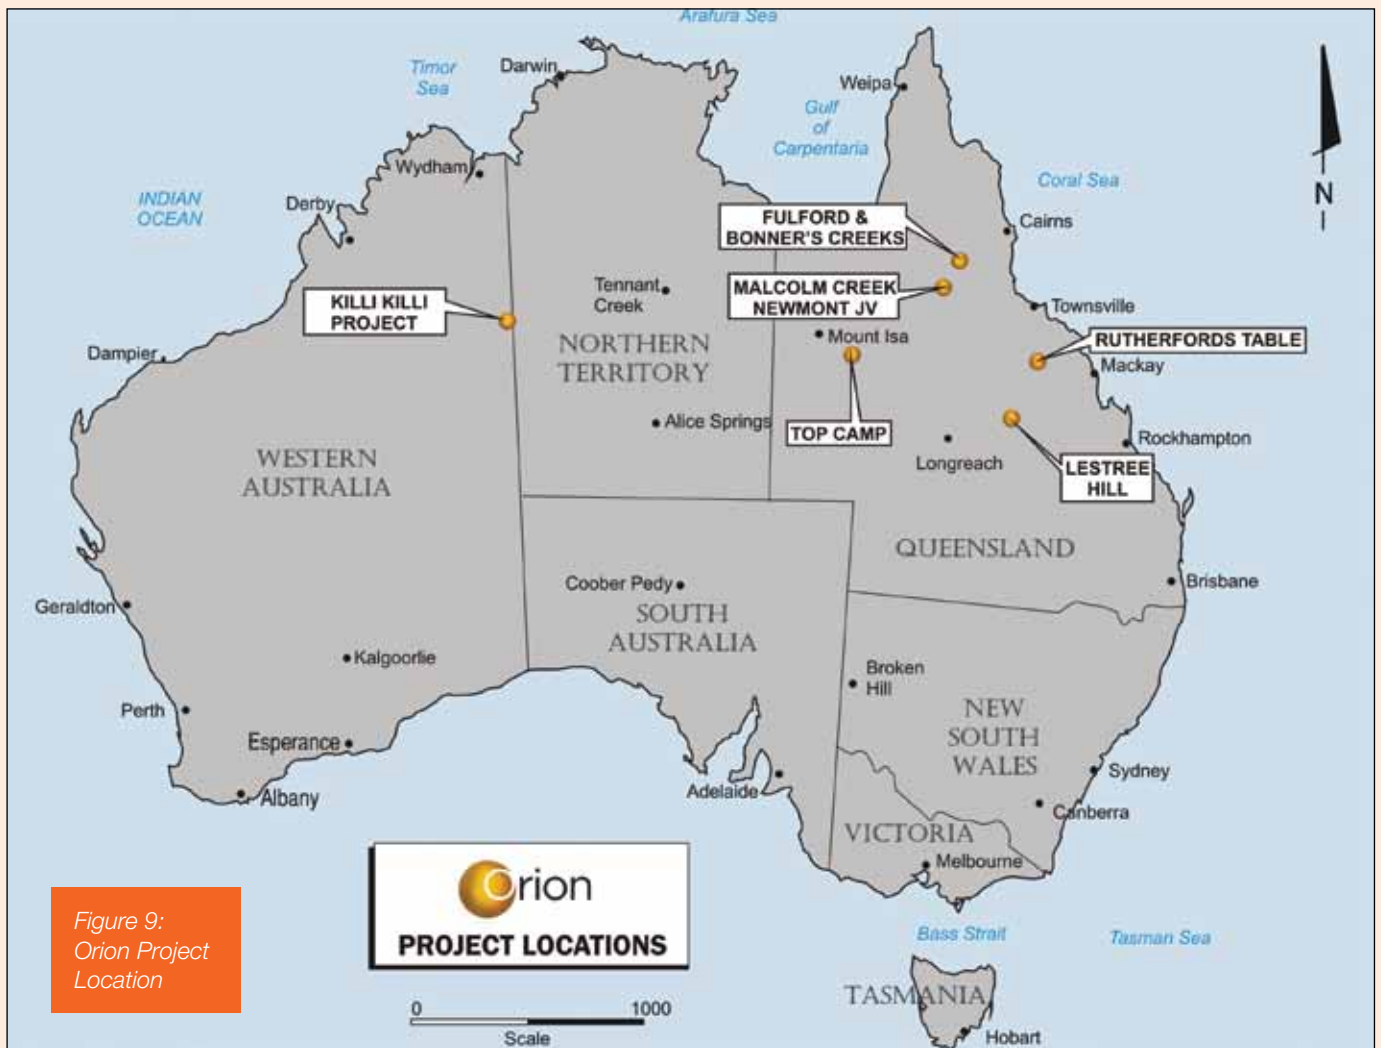 Arafura Sea
Timor
Sea
Darwin
Weipa
Gulf
of
Carpentaria
Wydham
INDIAN
OCEAN
Derby
Coral Sea
N
Cairns
FULFORD &
BONNER'S CREEKS
Tennant
Creek
MALCOLM CREEK
NEWMONT JV
KILLI KILLI
PROJECT
Townsville
Mount Isa
RUTHERFORDS TABLE
NORTHERN
TERRITORY
Dampier
Mackay
Alice Springs
TOP CAMP
Rockhampton
WESTERN
AUSTRALIA
Longreach
LESTREE
HILL
QUEENSLAND
Coober Pedy
Brisbane
Geraldton
SOUTH
AUSTRALIA
Kalgoorlie
Broken
Hill
Perth
NEW
SOUTH
WALES
Esperance
Sydney
Adelaide
Albany
Canberra
VICTORIA
Melbourne
Orion
PROJECT LOCATIONS
Figure 9:
Orion Project
Location
Bass Strait
Tasman Sea
TASMANIA
0 1000
Scale
Hobart